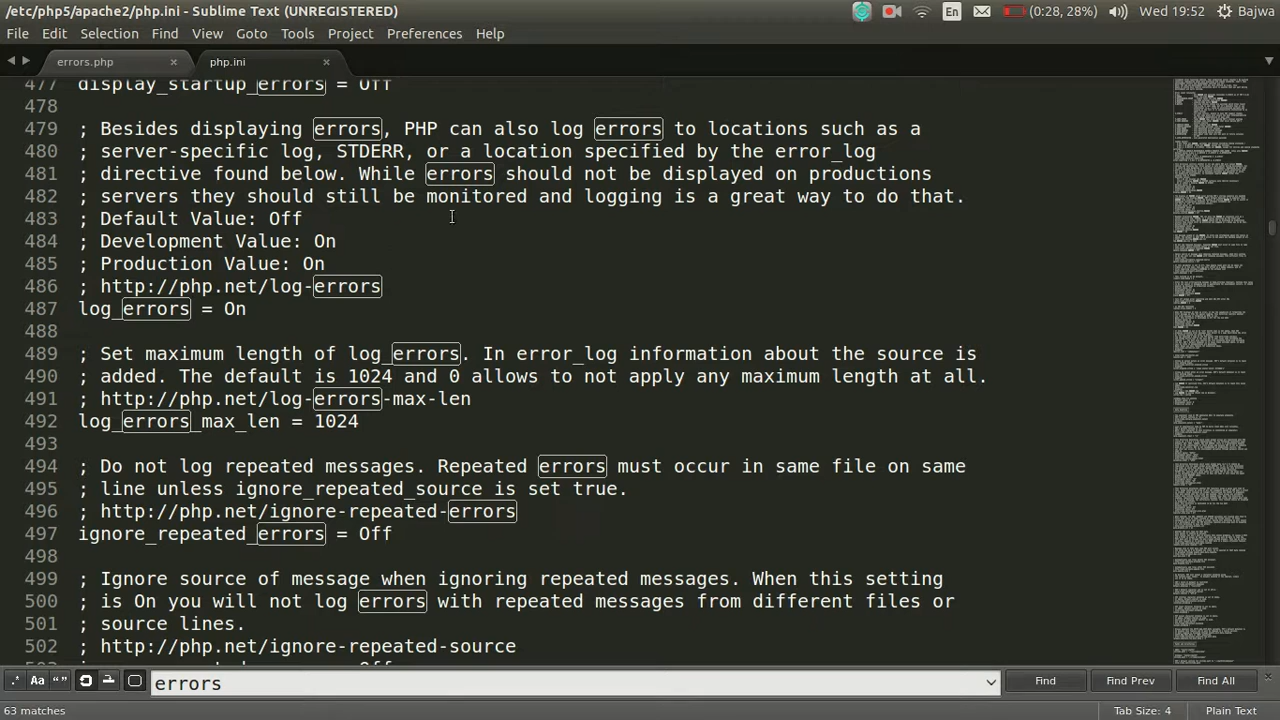 /etc/php5/apache2/php.ini - Sublime Text (UNREGISTERED)
En
(0:28, 28%)
Wed 19:52
Bajwa
File Edit Selection Find View Goto Tools Project Preferences Help
errors.php
php.ini
477 display_startup_errors = Off
478
479 ; Besides displaying errors, PHP can also log errors to locations such as a
480 ; server-specific log, STDERR, or a location specified by the error_log
481 ; directive found below. While errors should not be displayed on productions
482 ; servers they should still be monitored and logging is a great way to do that.
483 ; Default Value: Off
484 ; Development Value: On
485 ; Production Value: On
486 ; http://php.net/log-errors
487 log_errors = On
488
489 ; Set maximum length of log_errors. In error_log information about the source is
490 ; added. The default is 1024 and 0 allows to not apply any maximum length at all.
491 ; http://php.net/log-errors-max-len
492 log_errors_max_len = 1024
493
494 ; Do not log repeated messages. Repeated errors must occur in same file on same
495 ; line unless ignore_repeated_source is set true.
496 ; http://php.net/ignore-repeated-errors
497 ignore_repeated_errors = Off
498
499 ; Ignore source of message when ignoring repeated messages. When this setting
500 ; is On you will not log errors with repeated messages from different files or
501 ; source lines.
502 ; http://php.net/ignore-repeated-source
.* Aa “”
errors
Find
Find Prev
Find All
63 matches
Tab Size: 4
Plain Text